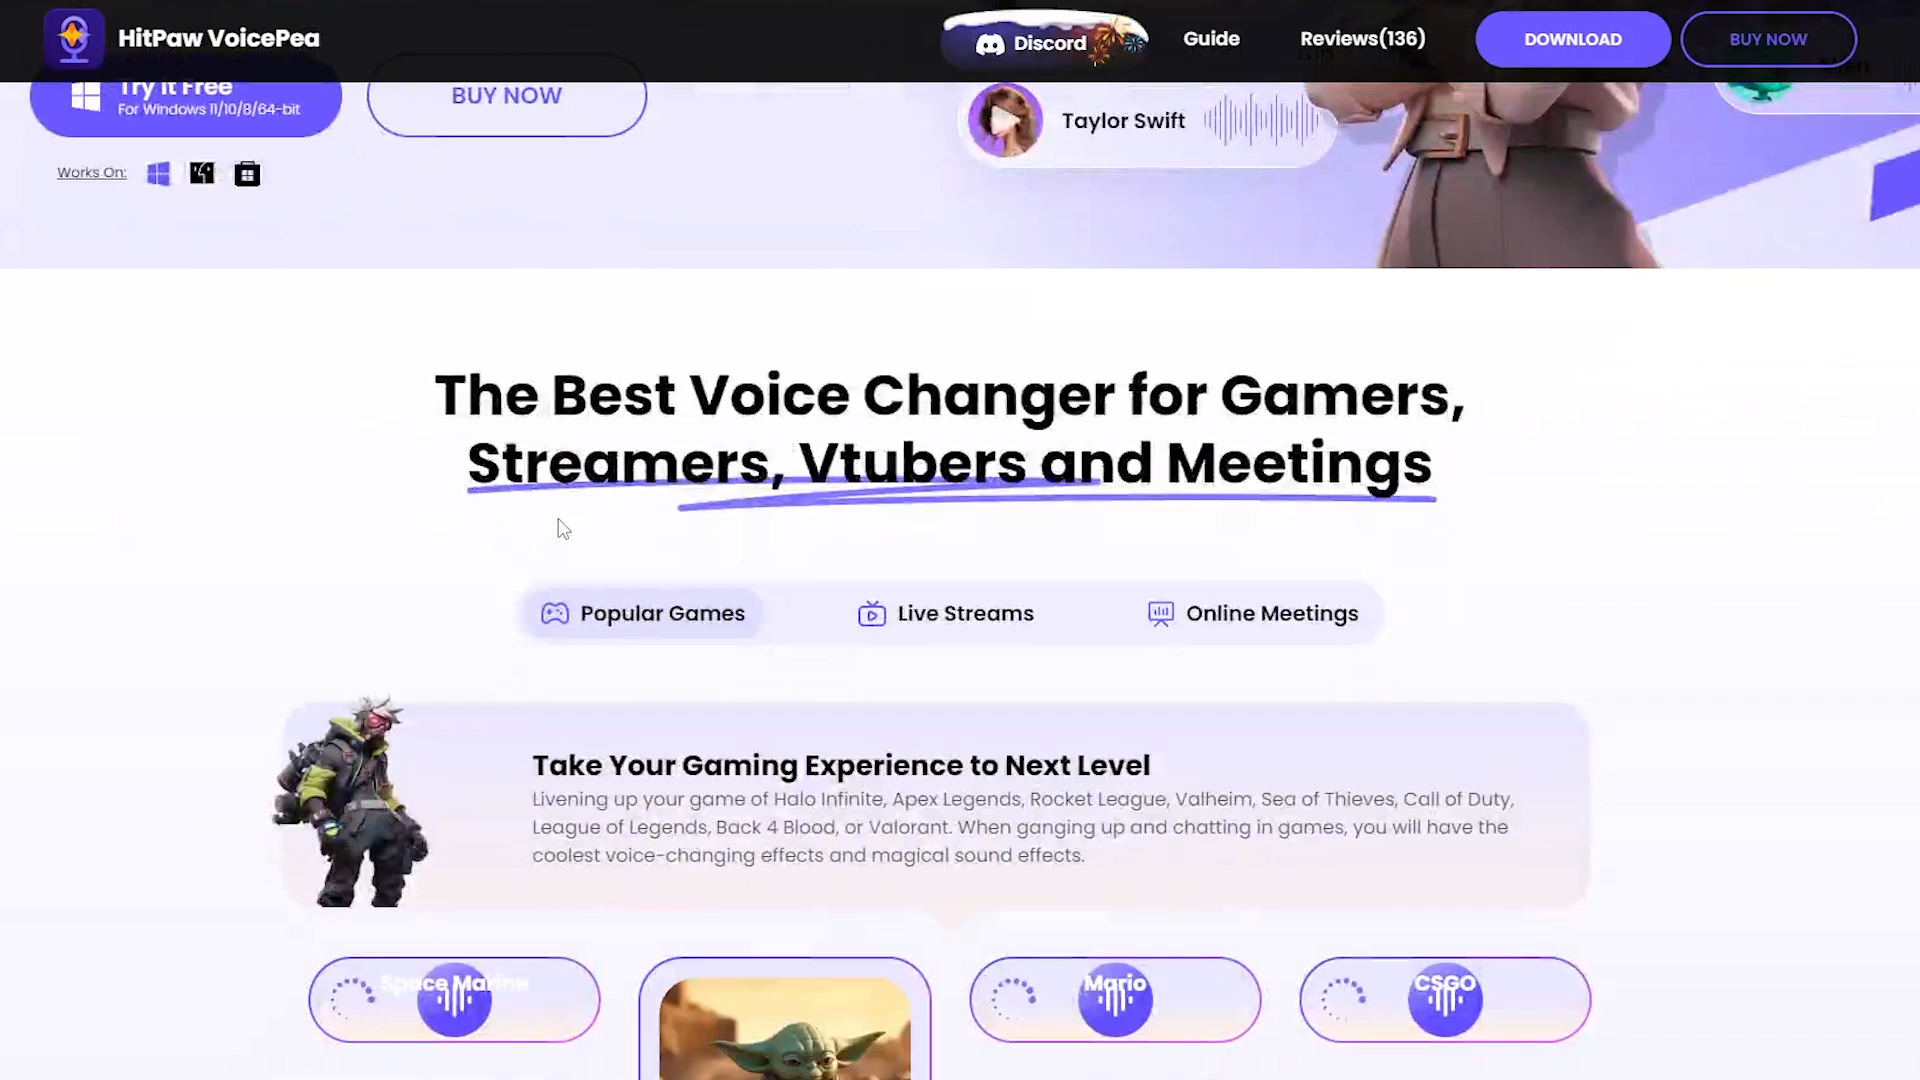 HitPaw VoicePea
Discord
Guide
Reviews(136)
DOWNLOAD
BUY NOW
Try It Free
For Windows 11/10/8/64-bit
BUY NOW
Taylor Swift
Works On:
The Best Voice Changer for Gamers,
Streamers, Vtubers and Meetings
Popular Games
Live Streams
Online Meetings
Take Your Gaming Experience to Next Level
Livening up your game of Halo Infinite, Apex Legends, Rocket League, Valheim, Sea of Thieves, Call of Duty,
League of Legends, Back 4 Blood, or Valorant. When ganging up and chatting in games, you will have the
coolest voice-changing effects and magical sound effects.
Space Marine
Mario
CSGO